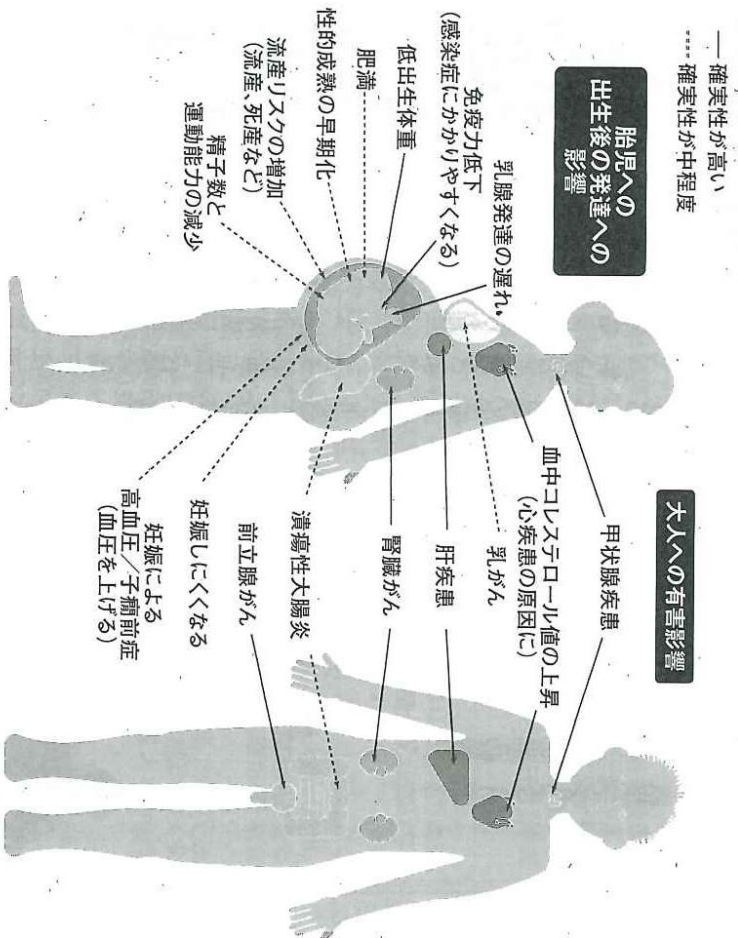 ― 確実性が高い
---- 確実性が中程度
胎児への
出生後の発達への
影響
乳腺発達の遅れ
免疫力低下
(感染症にかかりやすくなる)
低出生体重
肥満
性的成熟の早期化
流産リスクの増加
(流産、死産など)
精子数と
運動能力の減少
大人への有害影響
甲状腺疾患
血中コレステロール値の上昇
(心疾患の原因に)
乳がん
肝疾患
腎臓がん
潰瘍性大腸炎
前立腺がん
妊娠しにくくなる
妊娠による
高血圧/子癇前症
(血圧を上げる)